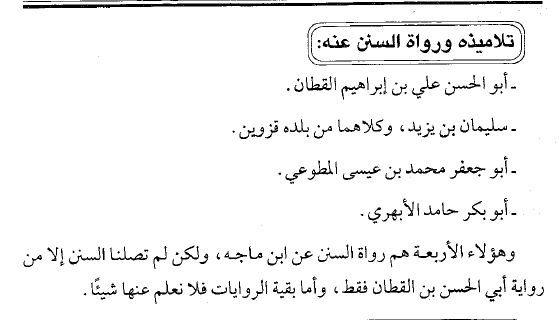 تلاميذه ورواة السنن عنه:
ـ أبو الحسن علي بن إبراهيم القطان .
ـ سليمان بن يزيد، وكلاهما من بلده قزوين .
ـ أبو جعفر محمد بن عيسى المطوعي .
ـ أبو بكر حامد الأبهري .
وهؤلاء الأربعة هم رواة السنن عن ابن ماجه، ولكن لم تصلنا السنن إلا من
رواية أبي الحسن بن القطان فقط، وأما بقية الروايات فلا نعلم عنها شيئًا .